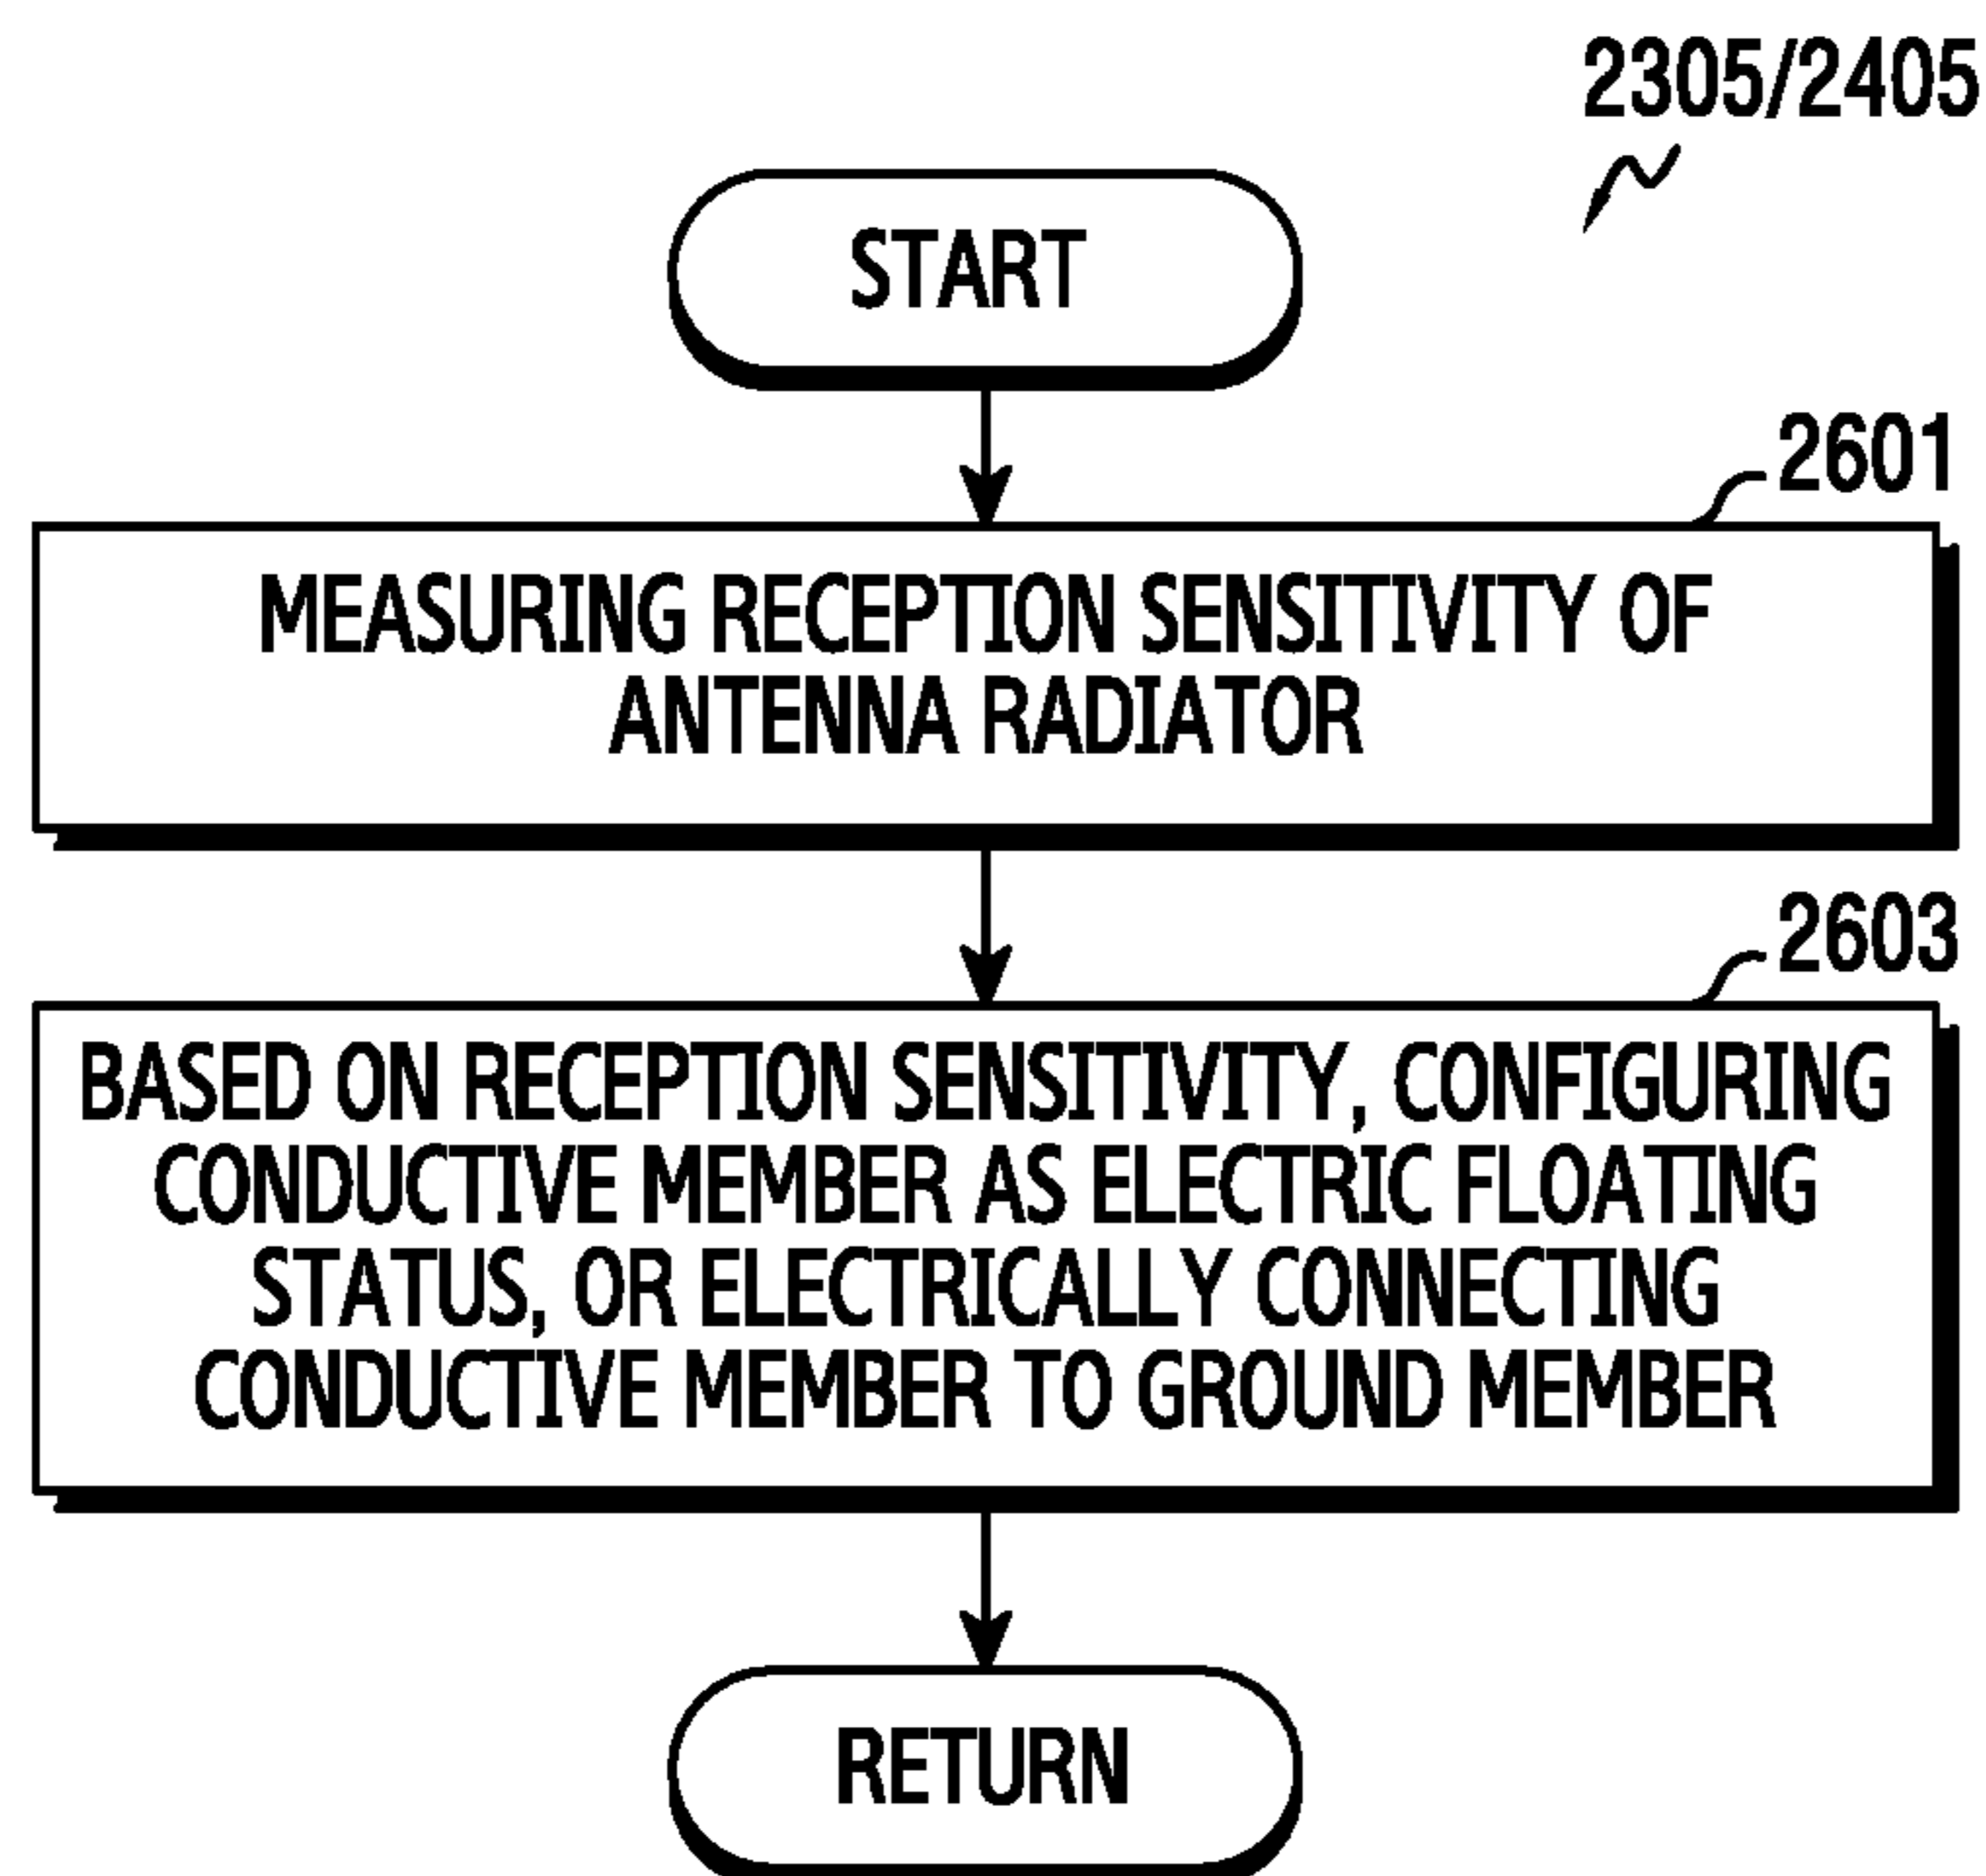 2305/2405
START
2601
MEASURING RECEPTION SENSITIVITY OF
ANTENNA RADIATOR
2603
BASED ON RECEPTION SENSITIVITY, CONFIGURING
CONDUCTIVE MEMBER AS ELECTRIC FLOATING
STATUS, OR ELECTRICALLY CONNECTING
CONDUCTIVE MEMBER TO GROUND MEMBER
RETURN